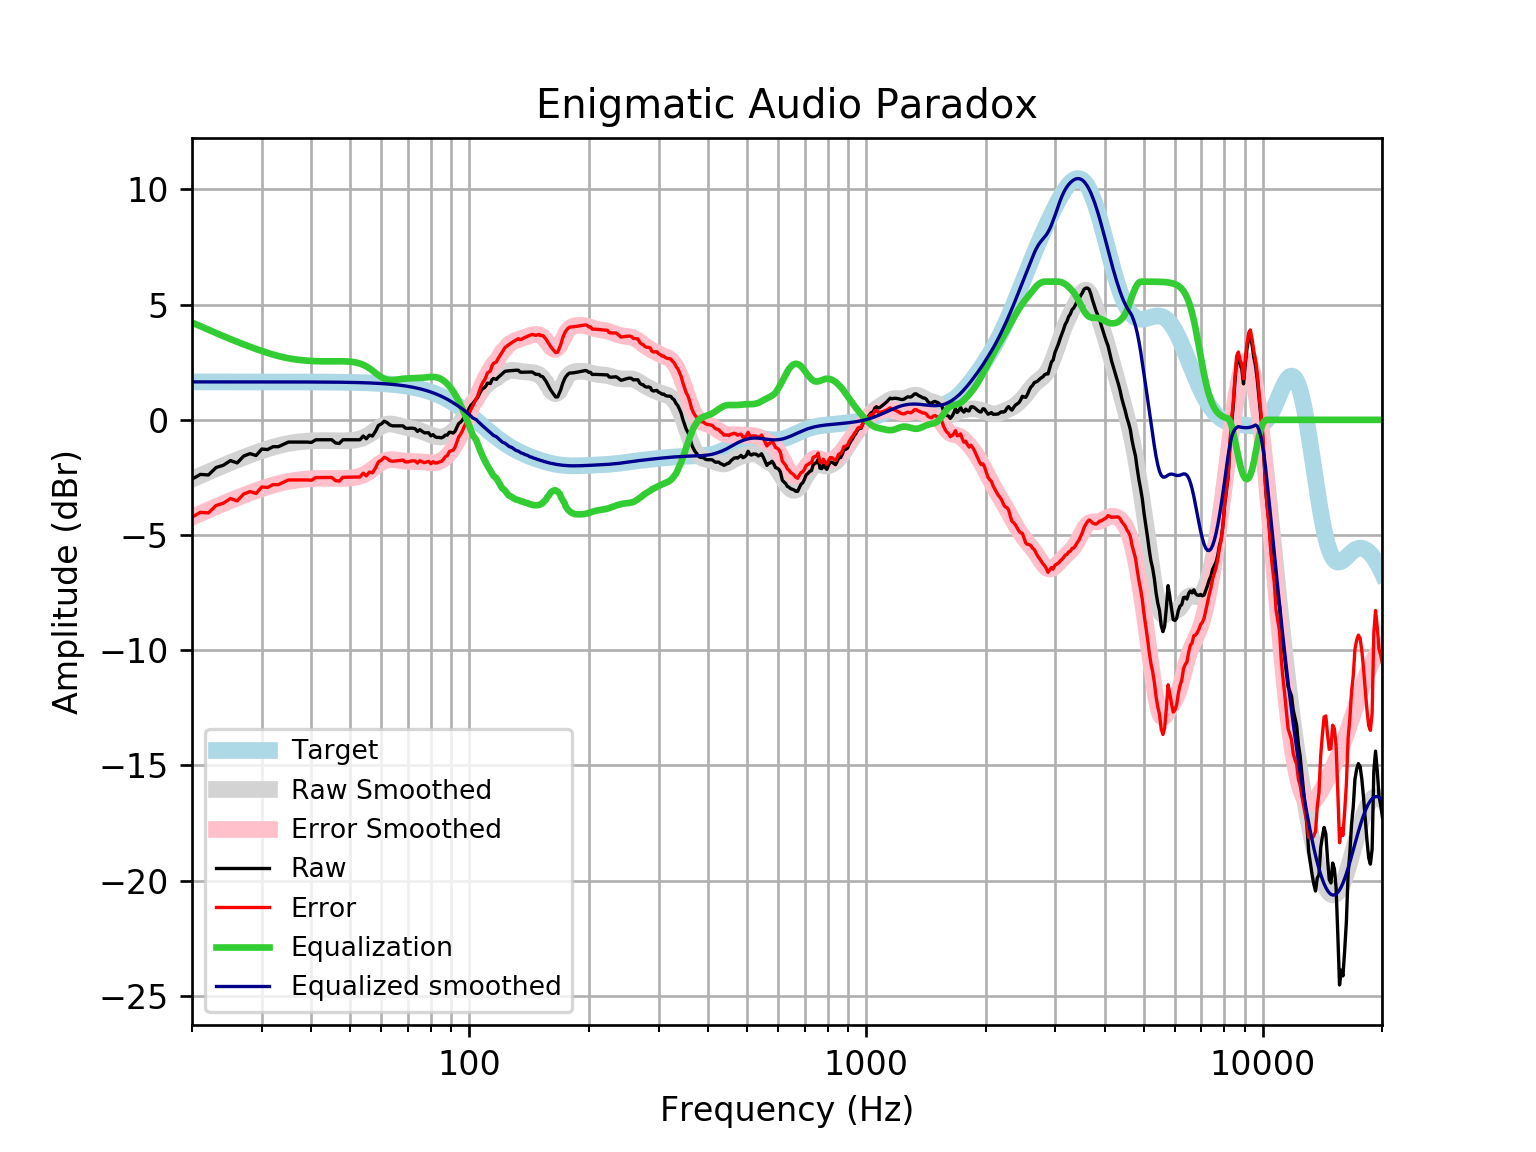 Enigmatic Audio Paradox
10
5
0
−5
−10
−15
−20
−25
Amplitude (dBr)
Target
Raw Smoothed
Error Smoothed
Raw
Error
Equalization
Equalized smoothed
100
1000
10000
Frequency (Hz)